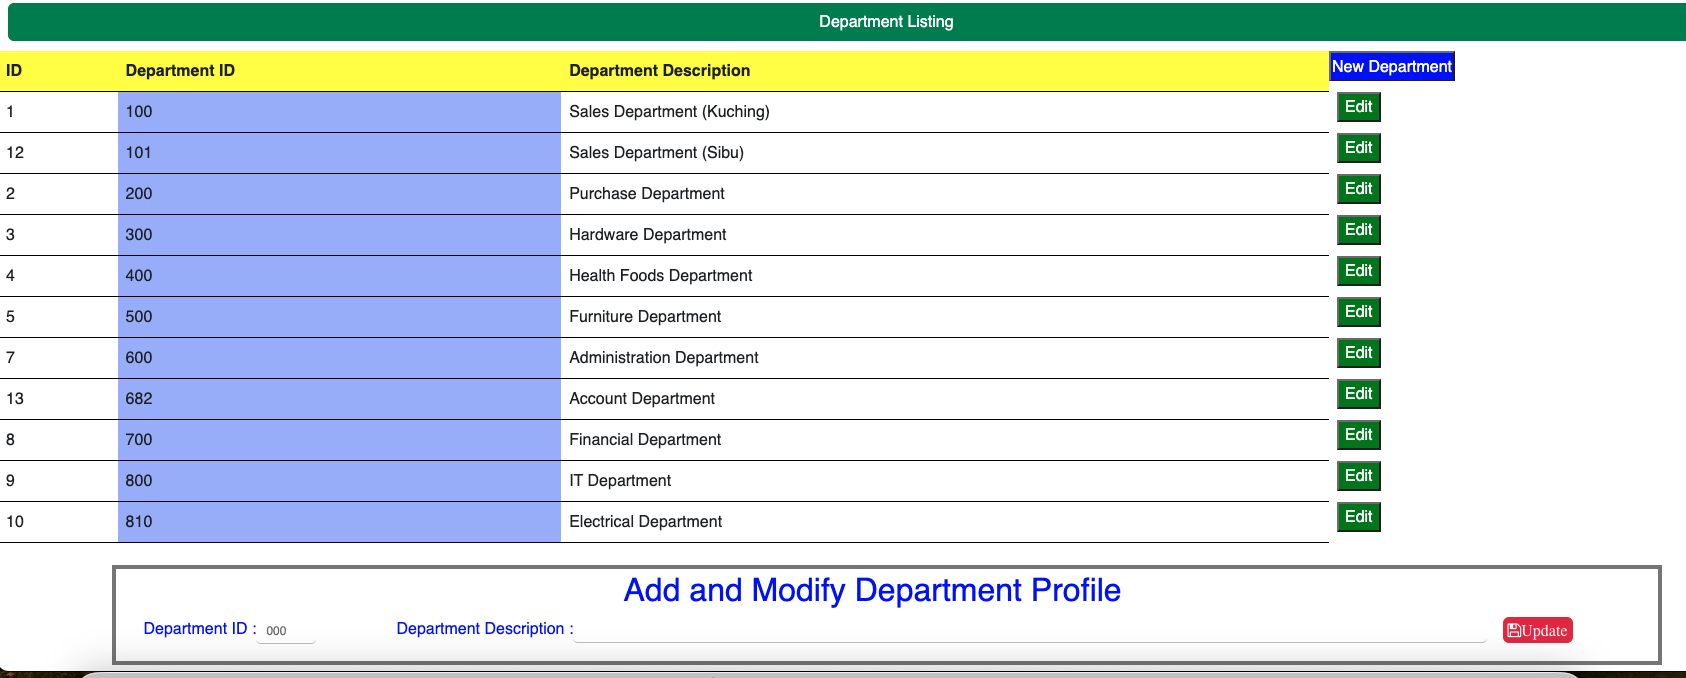 Department Listing
ID Department ID Department Description New Department
1 100 Sales Department (Kuching) Edit
12 101 Sales Department (Sibu) Edit
2 200 Purchase Department Edit
3 300 Hardware Department Edit
4 400 Health Foods Department Edit
5 500 Furniture Department Edit
7 600 Administration Department Edit
13 682 Account Department Edit
8 700 Financial Department Edit
9 800 IT Department Edit
10 810 Electrical Department Edit
Add and Modify Department Profile
Department ID : 000 Department Description : Update